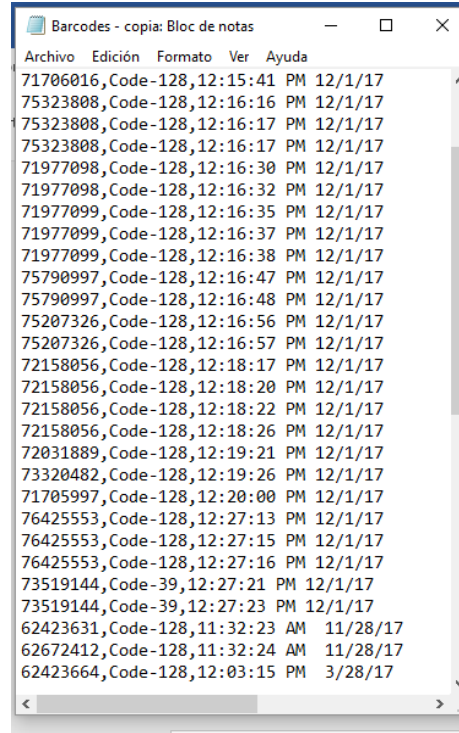 Barcodes - copia: Bloc de notas
Archivo Edición Formato Ver Ayuda
71706016,Code-128,12:15:41 PM 12/1/17
75323808,Code-128,12:16:16 PM 12/1/17
75323808,Code-128,12:16:17 PM 12/1/17
75323808,Code-128,12:16:17 PM 12/1/17
71977098,Code-128,12:16:30 PM 12/1/17
71977098,Code-128,12:16:32 PM 12/1/17
71977099,Code-128,12:16:35 PM 12/1/17
71977099,Code-128,12:16:37 PM 12/1/17
71977099,Code-128,12:16:38 PM 12/1/17
75790997,Code-128,12:16:47 PM 12/1/17
75790997,Code-128,12:16:48 PM 12/1/17
75207326,Code-128,12:16:56 PM 12/1/17
75207326,Code-128,12:16:57 PM 12/1/17
72158056,Code-128,12:18:17 PM 12/1/17
72158056,Code-128,12:18:20 PM 12/1/17
72158056,Code-128,12:18:22 PM 12/1/17
72158056,Code-128,12:18:26 PM 12/1/17
72031889,Code-128,12:19:21 PM 12/1/17
73320482,Code-128,12:19:26 PM 12/1/17
71705997,Code-128,12:20:00 PM 12/1/17
76425553,Code-128,12:27:13 PM 12/1/17
76425553,Code-128,12:27:15 PM 12/1/17
76425553,Code-128,12:27:16 PM 12/1/17
73519144,Code-39,12:27:21 PM 12/1/17
73519144,Code-39,12:27:23 PM 12/1/17
62423631,Code-128,11:32:23 AM  11/28/17
62672412,Code-128,11:32:24 AM  11/28/17
62423664,Code-128,12:03:15 PM  3/28/17